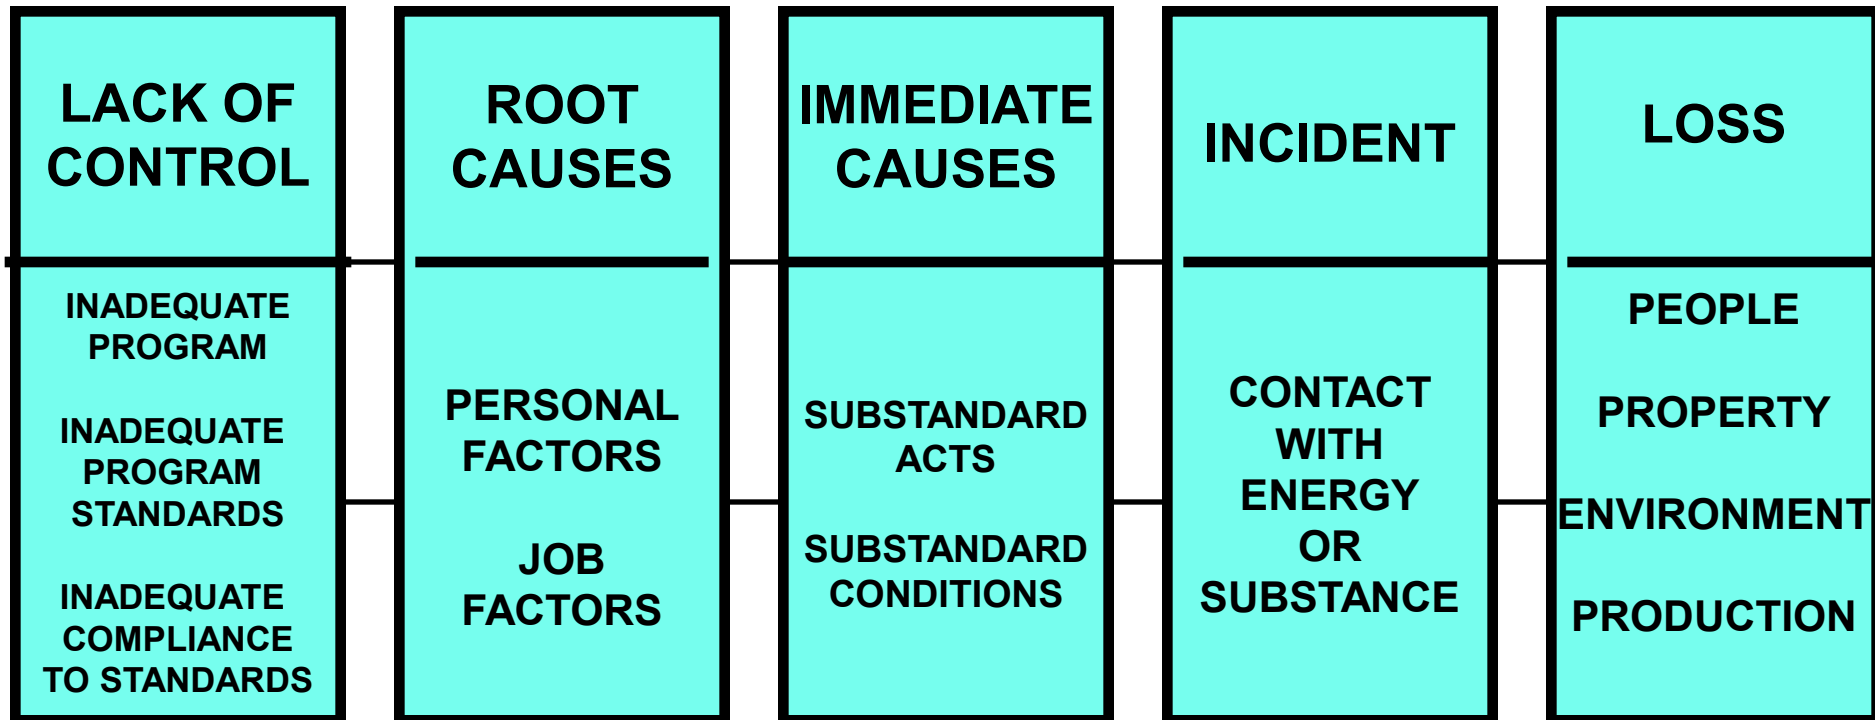 LACK OF
CONTROL
INADEQUATE
PROGRAM
INADEQUATE
PROGRAM
STANDARDS
INADEQUATE
COMPLIANCE
TO STANDARDS
ROOT
CAUSES
PERSONAL
FACTORS
JOB
FACTORS
IMMEDIATE
CAUSES
SUBSTANDARD
ACTS
SUBSTANDARD
CONDITIONS
INCIDENT
CONTACT
WITH
ENERGY
OR
SUBSTANCE
LOSS
PEOPLE
PROPERTY
ENVIRONMENT
PRODUCTION